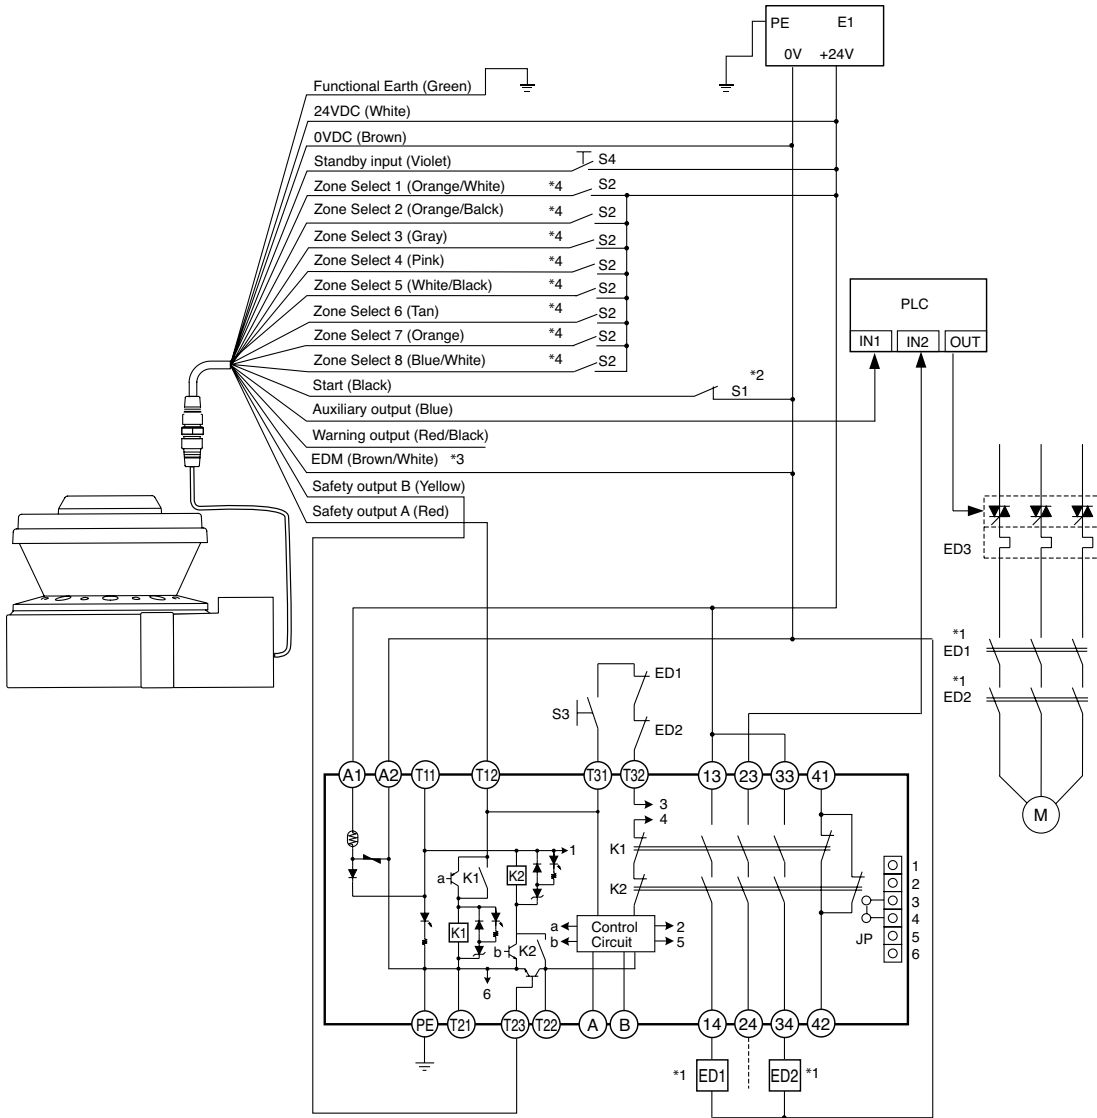 PE E1
0V +24V
Functional Earth (Green)
24VDC (White)
0VDC (Brown)
Standby input (Violet) S4
Zone Select 1 (Orange/White) *4 S2
Zone Select 2 (Orange/Balck) *4 S2
Zone Select 3 (Gray) *4 S2
Zone Select 4 (Pink) *4 S2
Zone Select 5 (White/Black) *4 S2
Zone Select 6 (Tan) *4 S2
Zone Select 7 (Orange) *4 S2
Zone Select 8 (Blue/White) *4 S2
Start (Black) S1 *2
Auxiliary output (Blue)
Warning output (Red/Black)
EDM (Brown/White) *3
Safety output B (Yellow)
Safety output A (Red)
PLC
IN1 IN2 OUT
ED3
*1
ED1
*1
ED2
M
S3 ED1
ED2
A1 A2 T11 T12 T31 T32 13 23 33 41
3
4
1
K1
K2
a K1 K2
K1
b K2
6
a
b
Control
Circuit
2
5
JP
1
2
3
4
5
6
PE T21 T23 T22 A B 14 24 34 42
*1 ED1 ED2 *1